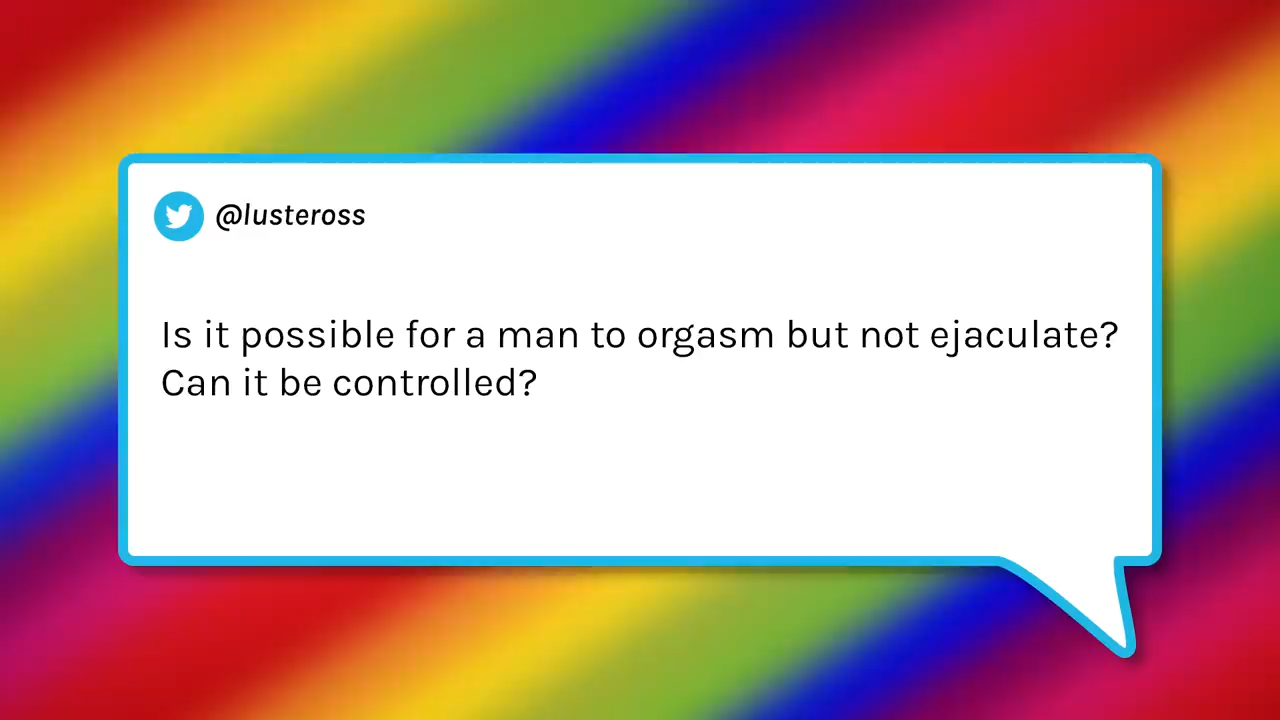 @lusteross
Is it possible for a man to orgasm but not ejaculate?
Can it be controlled?